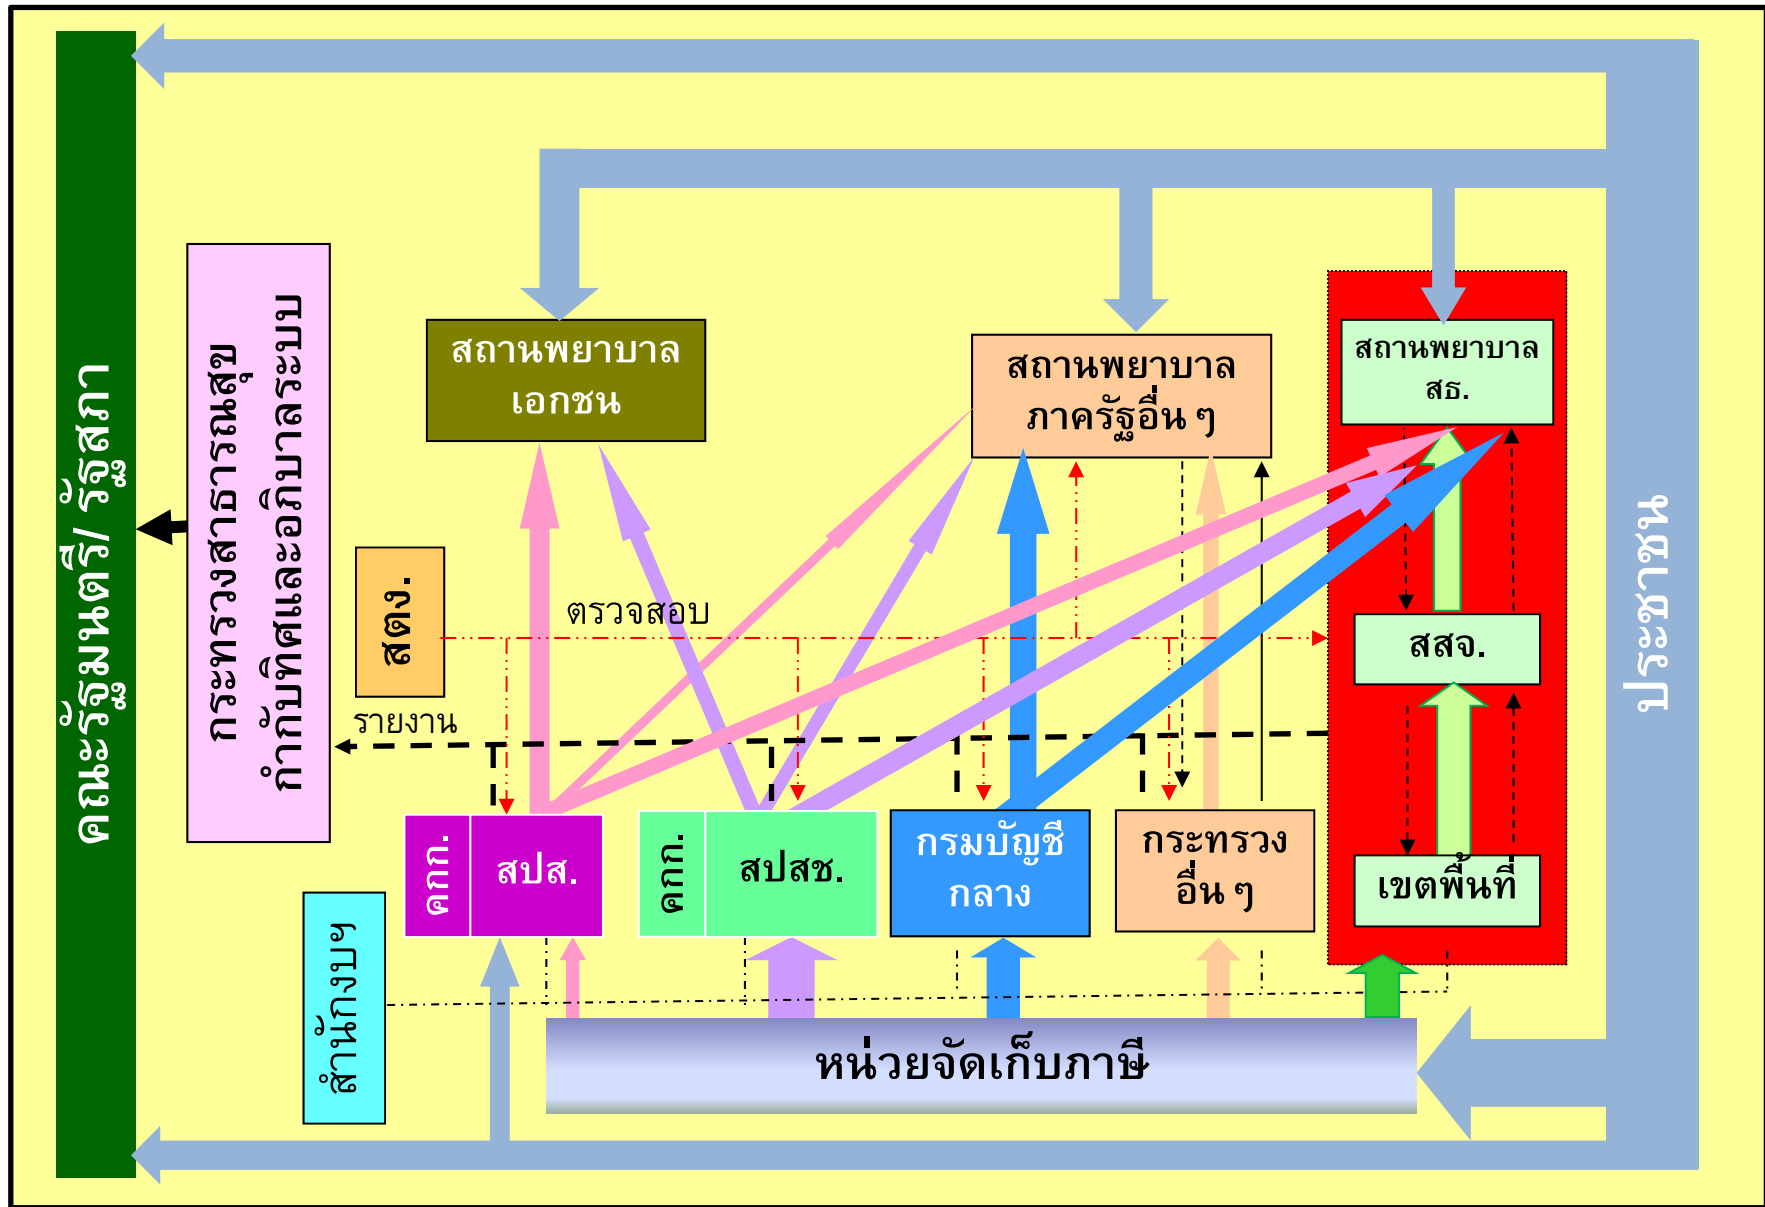 คณะรัฐมนตรี/ รัฐสภา
กระทรวงสาธารณสุข
กำกับทิศและอภิบาลระบบ
ประชาชน
สถานพยาบาล
เอกชน
สถานพยาบาล
ภาครัฐอื่น ๆ
สถานพยาบาล
สธ.
สตง.
ตรวจสอบ
สสจ.
รายงาน
คกก.
สปส.
คกก.
สปสช.
กรมบัญชี
กลาง
กระทรวง
อื่น ๆ
เขตพื้นที่
สำนักงบฯ
หน่วยจัดเก็บภาษี